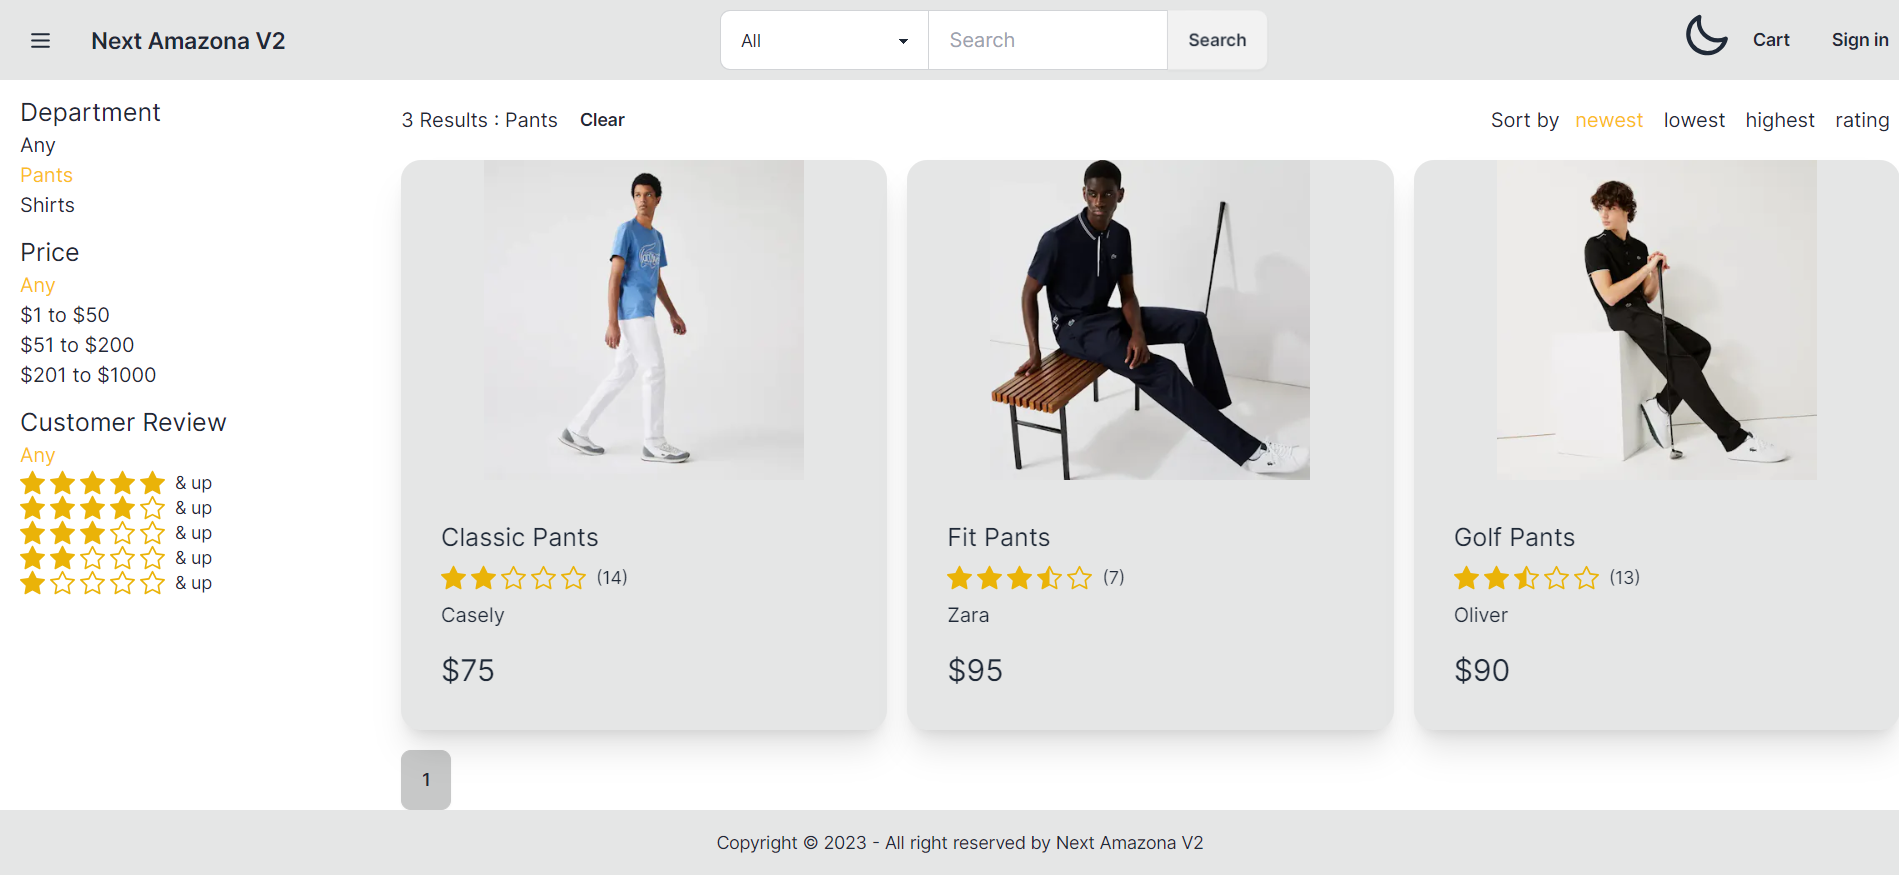 Next Amazona V2
All
Search
Search
Cart
Sign in
Department
Any
Pants
Shirts
Price
Any
$1 to $50
$51 to $200
$201 to $1000
Customer Review
Any
& up
& up
& up
& up
& up
3 Results : Pants Clear
Sort by newest lowest highest rating
Classic Pants
(14)
Casely
$75
Fit Pants
(7)
Zara
$95
Golf Pants
(13)
Oliver
$90
1
Copyright © 2023 - All right reserved by Next Amazona V2